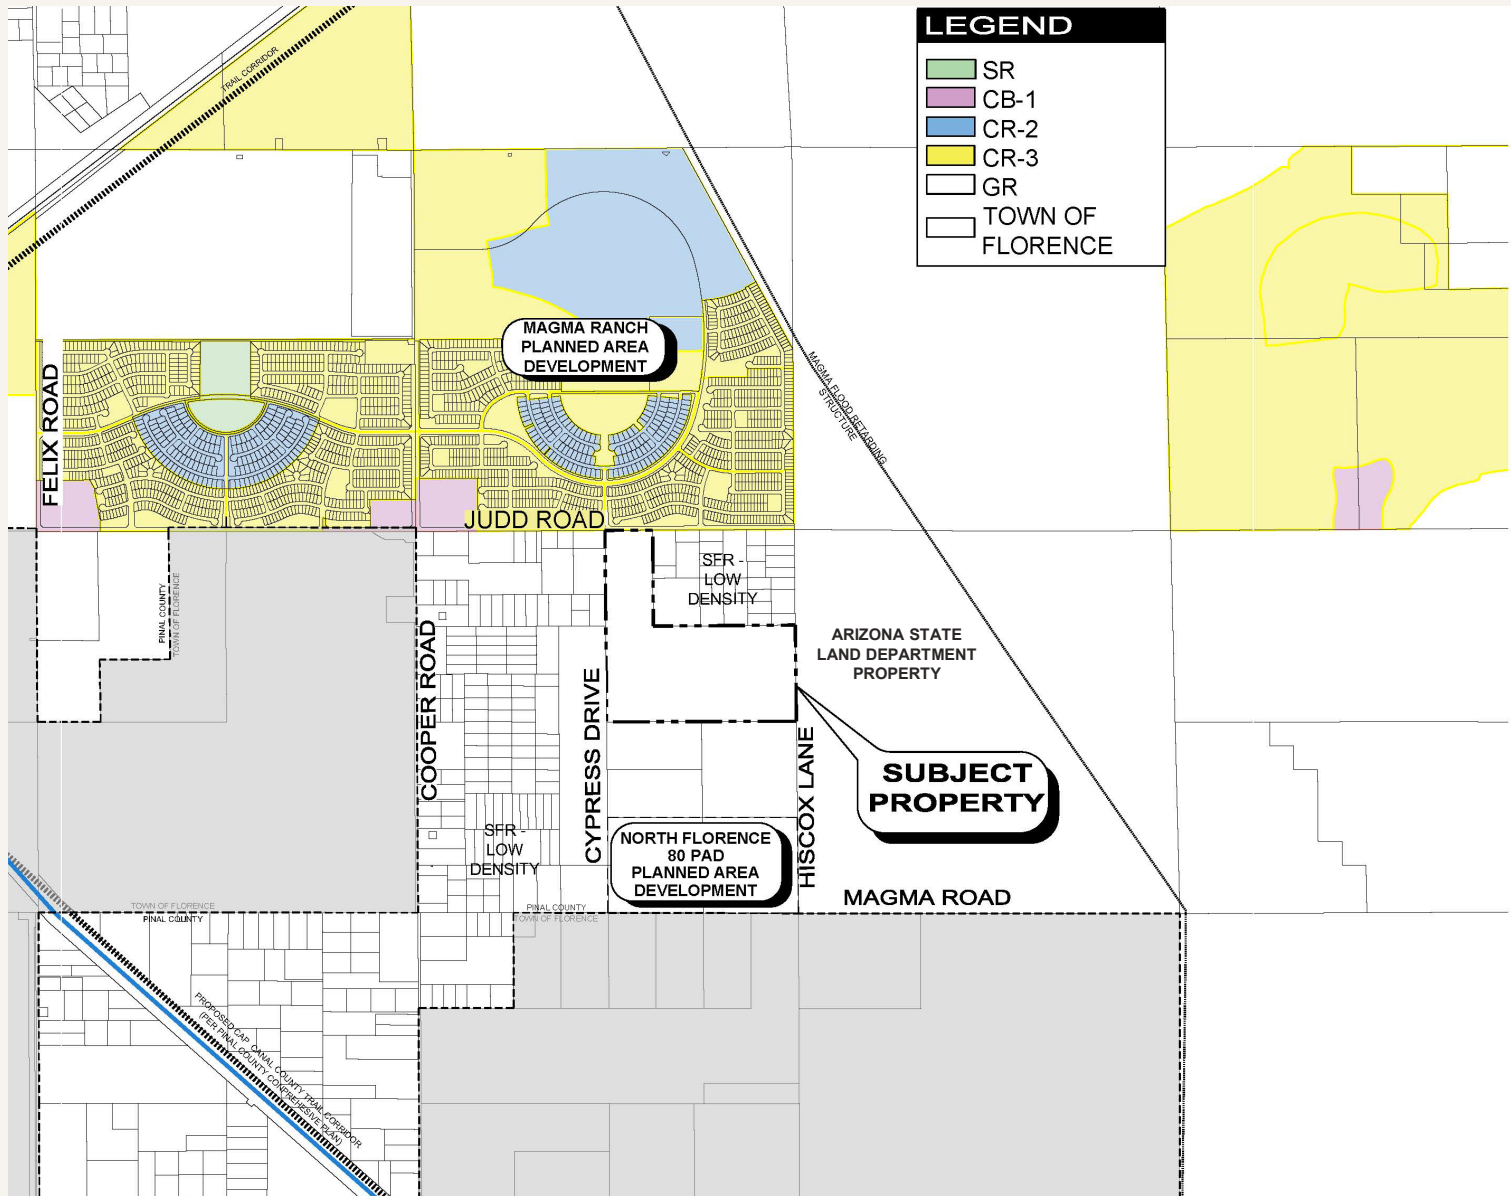 LEGEND
SR
CB-1
CR-2
CR-3
GR
TOWN OF
FLORENCE
TRAIL CORRIDOR
MAGMA RANCH
PLANNED AREA
DEVELOPMENT
MAGMA FLOOD RETARDING
STRUCTURE
FELIX ROAD
JUDD ROAD
SFR -
LOW
DENSITY
PINAL COUNTY
TOWN OF FLORENCE
ARIZONA STATE
LAND DEPARTMENT
PROPERTY
COOPER ROAD
CYPRESS DRIVE
HISCOX LANE
SUBJECT
PROPERTY
SFR -
LOW
DENSITY
NORTH FLORENCE
80 PAD
PLANNED AREA
DEVELOPMENT
MAGMA ROAD
TOWN OF FLORENCE
PINAL COUNTY
PINAL COUNTY
TOWN OF FLORENCE
PROPOSED CAP CANAL COUNTY TRAIL CORRIDOR
(PER PINAL COUNTY CONPREHESIVE PLAN)